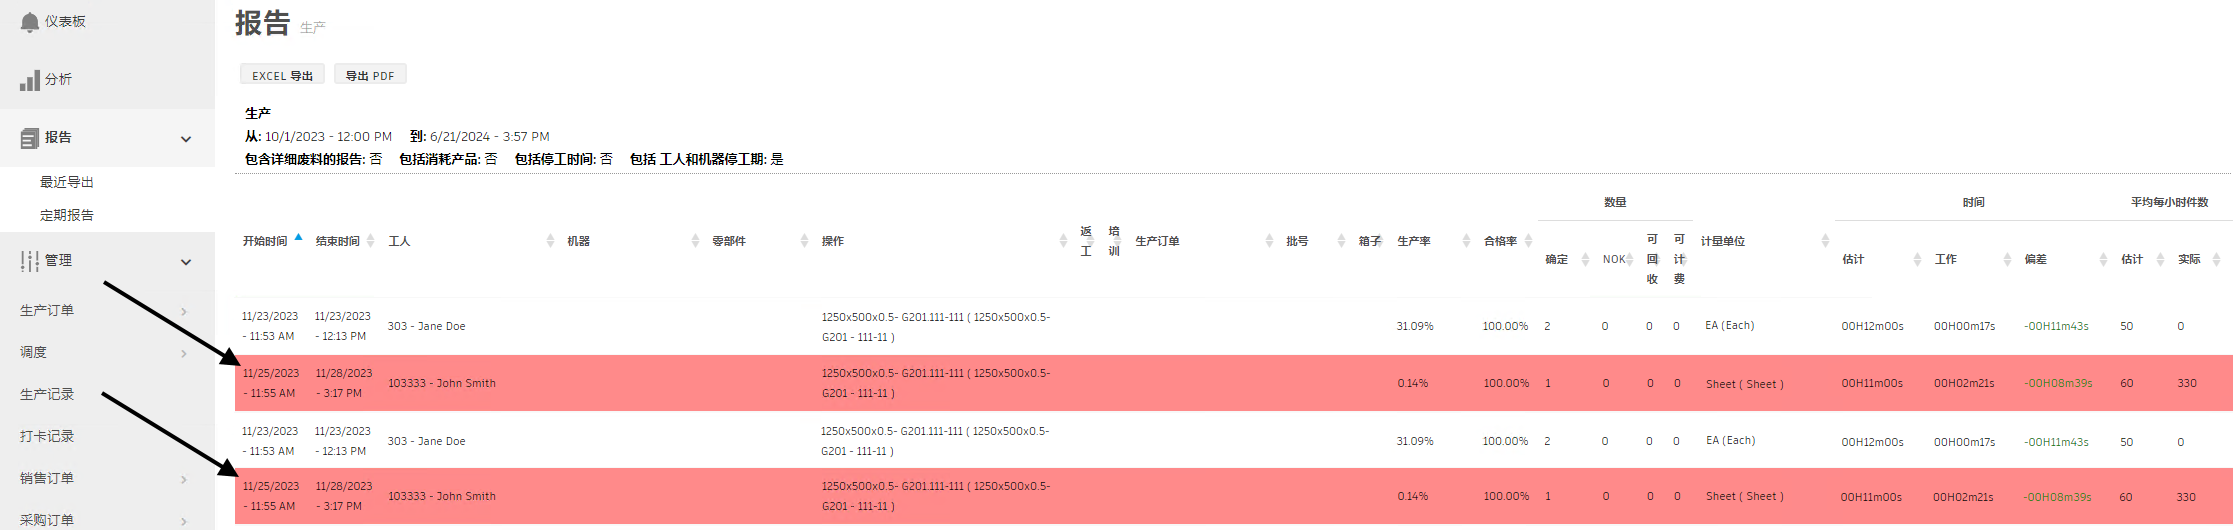 仪表板
分析
报告
最近导出
定期报告
管理
生产订单
调度
生产记录
打卡记录
销售订单
采购订单
报告 生产
EXCEL 导出 导出 PDF
生产
从: 10/1/2023 - 12:00 PM 到: 6/21/2024 - 3:57 PM
包含详细废料的报告: 否 包括消耗产品: 否 包括停工时间: 否 包括 工人和机器停工期: 是
数量 时间 平均每小时件数
开始时间 结束时间 工人 机器 零部件 操作 返工 培训 生产订单 批号 箱子 生产率 合格率 确定 NOK 可回收 可计费 计量单位 估计 工作 偏差 估计 实际
11/23/2023 - 11:53 AM 11/23/2023 - 12:13 PM 303 - Jane Doe 1250x500x0.5- G201.111-111 ( 1250x500x0.5- G201 - 111-11 ) 31.09% 100.00% 2 0 0 0 EA (Each) 00H12m00s 00H00m17s -00H11m43s 50 0
11/25/2023 - 11:55 AM 11/28/2023 - 3:17 PM 103333 - John Smith 1250x500x0.5- G201.111-111 ( 1250x500x0.5- G201 - 111-11 ) 0.14% 100.00% 1 0 0 0 Sheet ( Sheet ) 00H11m00s 00H02m21s -00H08m39s 60 330
11/23/2023 - 11:53 AM 11/23/2023 - 12:13 PM 303 - Jane Doe 1250x500x0.5- G201.111-111 ( 1250x500x0.5- G201 - 111-11 ) 31.09% 100.00% 2 0 0 0 EA (Each) 00H12m00s 00H00m17s -00H11m43s 50 0
11/25/2023 - 11:55 AM 11/28/2023 - 3:17 PM 103333 - John Smith 1250x500x0.5- G201.111-111 ( 1250x500x0.5- G201 - 111-11 ) 0.14% 100.00% 1 0 0 0 Sheet ( Sheet ) 00H11m00s 00H02m21s -00H08m39s 60 330